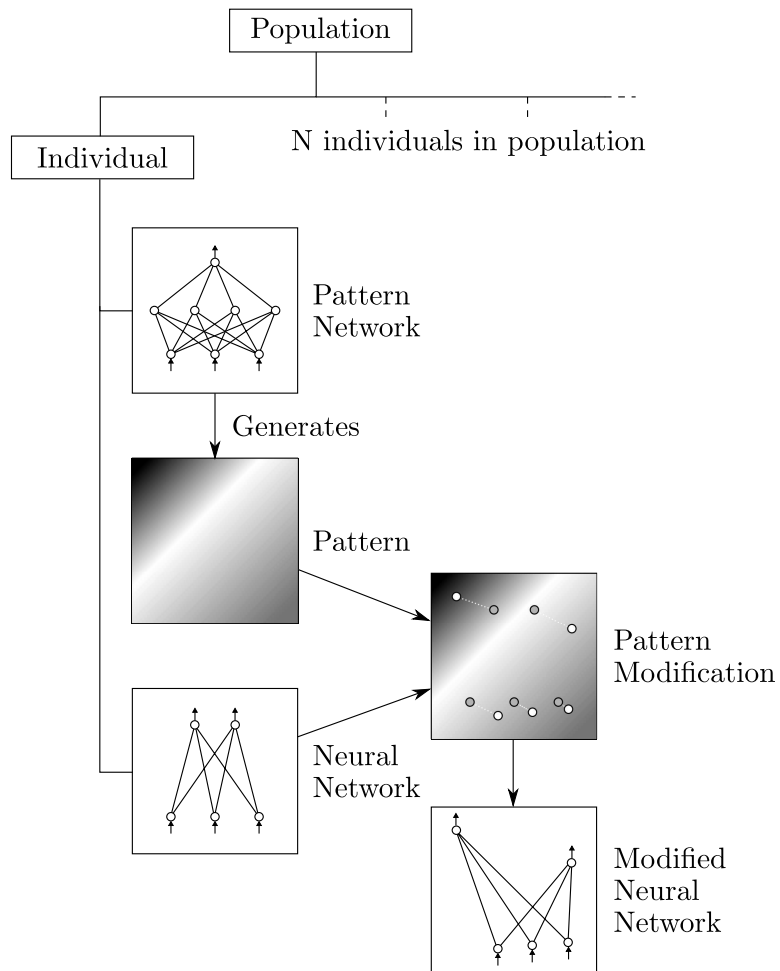 Population
N individuals in population
Individual
Pattern
Network
Generates
Pattern
Pattern
Modification
Neural
Network
Modified
Neural
Network